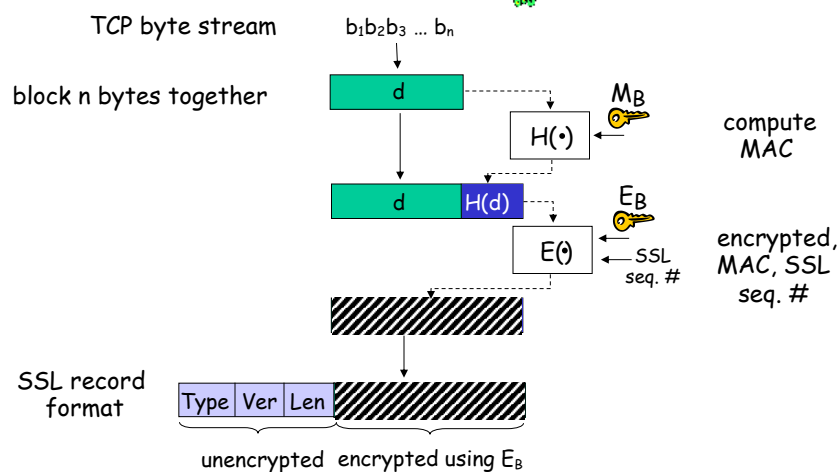 TCP byte stream
b₁b₂b₃ … bₙ
block n bytes together
d
M_B
H(•)
compute
MAC
d
H(d)
E_B
E(•)
SSL
seq. #
encrypted,
MAC, SSL
seq. #
SSL record
format
Type
Ver
Len
unencrypted
encrypted using E_B